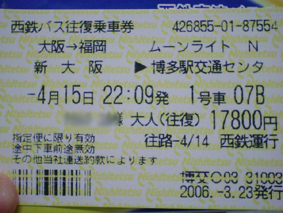 西鉄バス往復乗車券 426855-01-87554
大阪→福岡 ムーンライト N
新大阪 ▶博多駅交通センタ
-4月15日 22:09発 1号車 07B
様 大人(往復) 17800円
指定便に限り有効 往路-4/14 西鉄運行
途中下車前途無効
その他当社運送約款によります
2006.-3.23発行